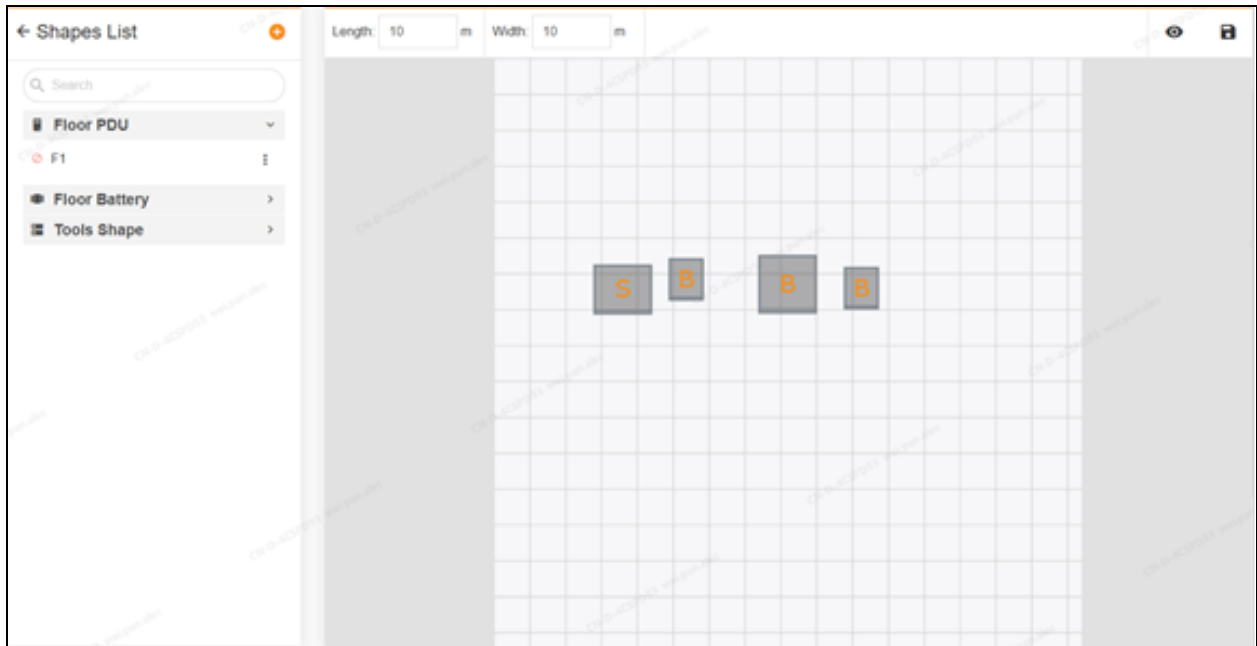 Shapes List
Length: 10 m Width: 10 m
Search
Floor PDU
F1
Floor Battery
Tools Shape
S B B B